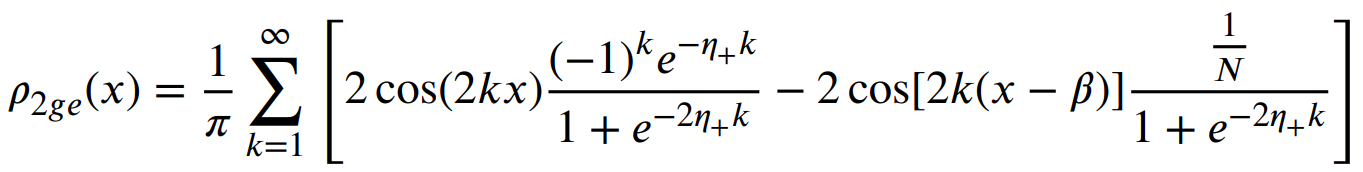 \rho_{2ge}(x) = \frac{1}{\pi} \sum_{k=1}^{\infty} \left[ 2\cos(2kx) \frac{(-1)^k e^{-\eta_+ k}}{1 + e^{-2\eta_+ k}} - 2\cos[2k(x - \beta)] \frac{\frac{1}{N}}{1 + e^{-2\eta_+ k}} \right]